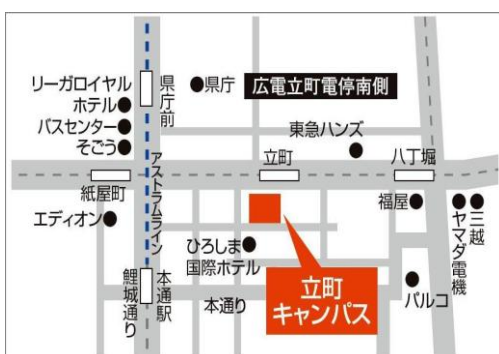 リーガロイヤル
ホテル
バスセンター
そごう
県庁前
県庁
広電立町電停南側
東急ハンズ
立町
八丁堀
紙屋町
アストラムライン
エディオン
福屋
ヤマダ電機
三越
ひろしま
国際ホテル
鯉城通り
本通駅
本通り
立町
キャンパス
パルコ